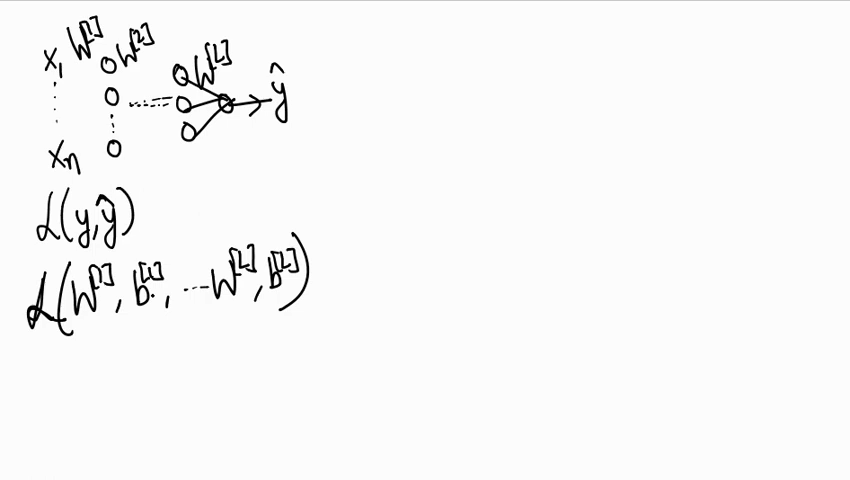 x₁ W^[1] W^[2] W^[L] ŷ
xₙ
L(y, ŷ)
L(W^[1], b^[1], ... W^[L], b^[L])